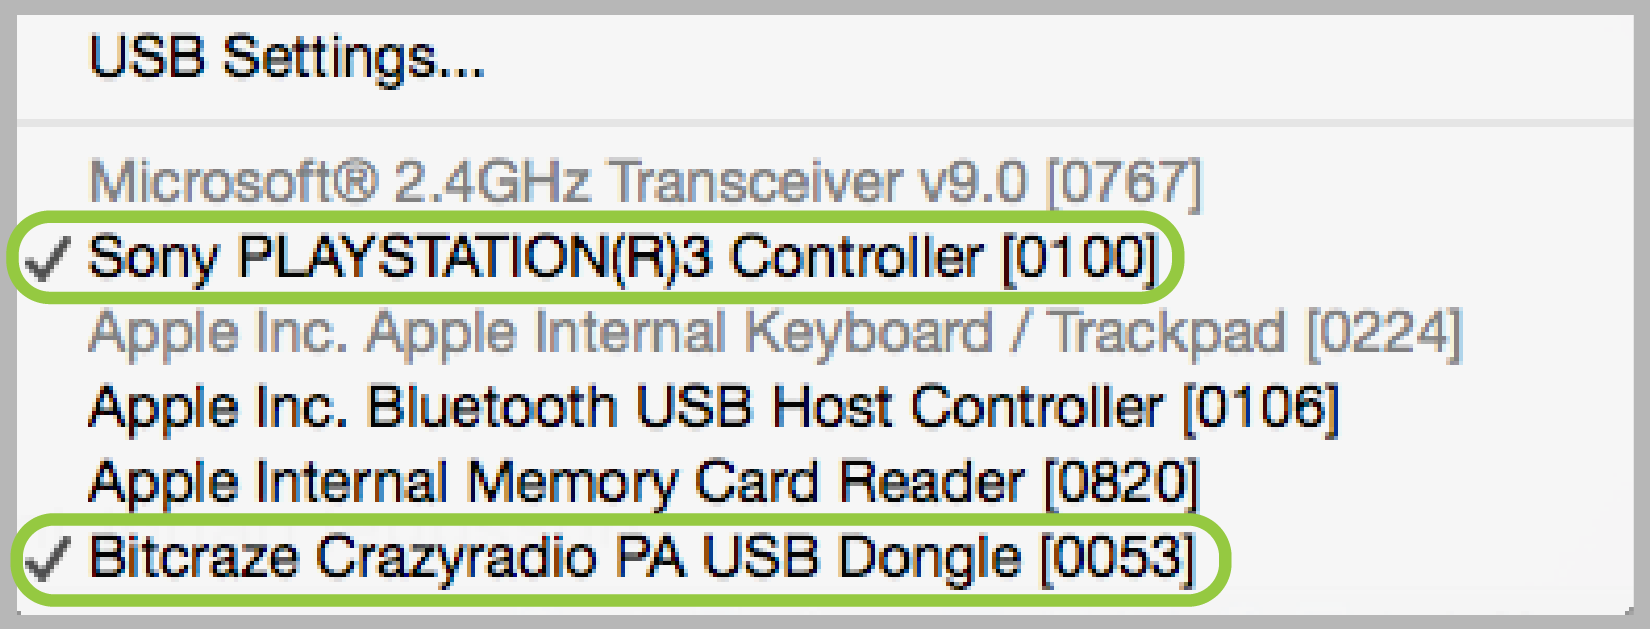 USB Settings...
Microsoft® 2.4GHz Transceiver v9.0 [0767]
✓ Sony PLAYSTATION(R)3 Controller [0100]
Apple Inc. Apple Internal Keyboard / Trackpad [0224]
Apple Inc. Bluetooth USB Host Controller [0106]
Apple Internal Memory Card Reader [0820]
✓ Bitcraze Crazyradio PA USB Dongle [0053]